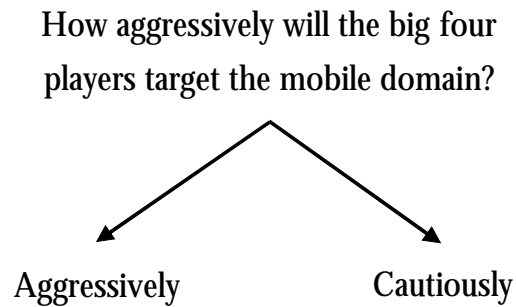 How aggressively will the big four
players target the mobile domain?
Aggressively
Cautiously